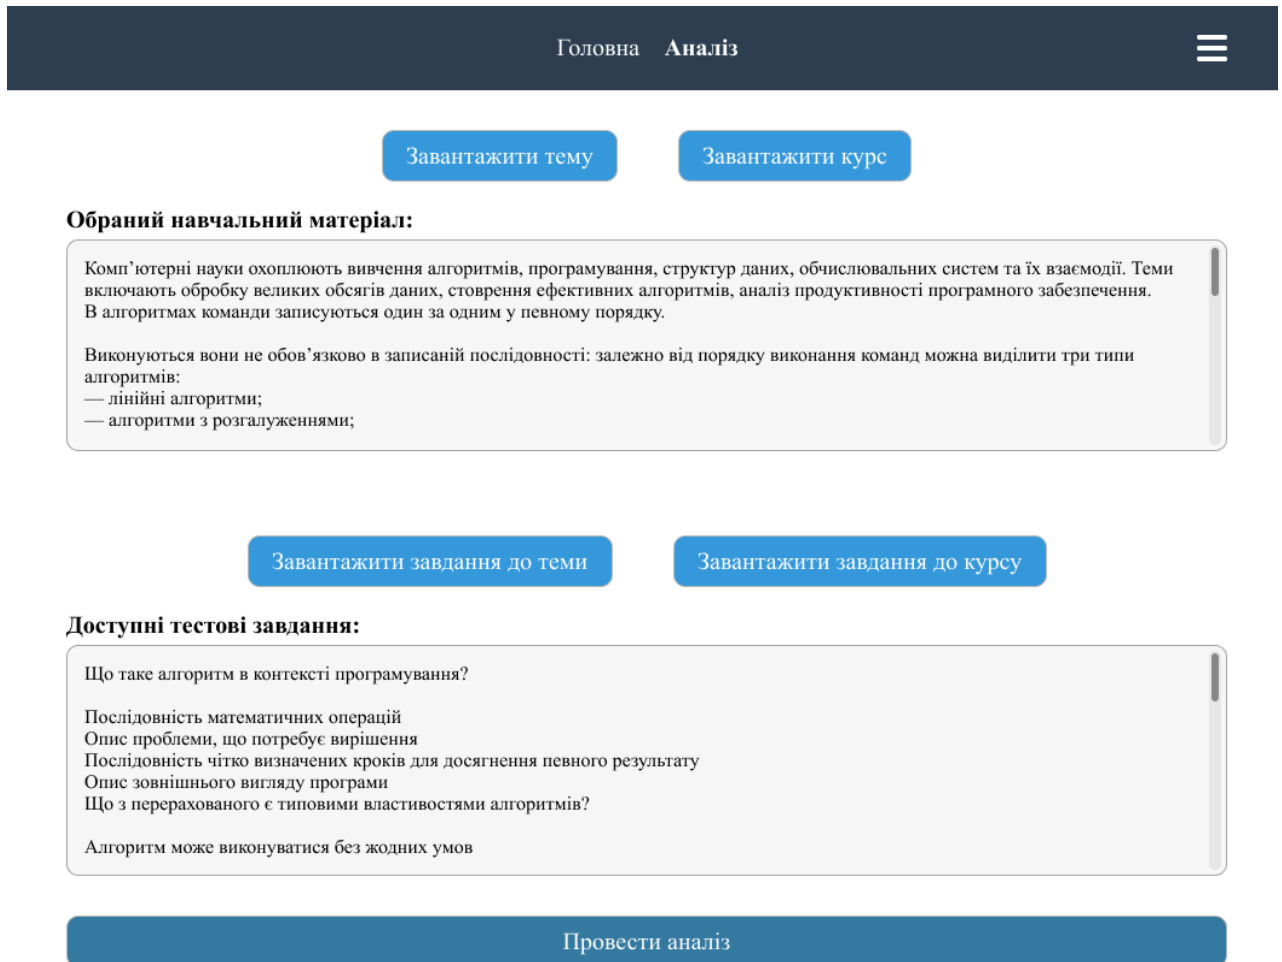 Головна Аналіз
Завантажити тему Завантажити курс
Обраний навчальний матеріал:
Комп’ютерні науки охоплюють вивчення алгоритмів, програмування, структур даних, обчислювальних систем та їх взаємодії. Теми
включають обробку великих обсягів даних, стоврення ефективних алгоритмів, аналіз продуктивності програмного забезпечення.
В алгоритмах команди записуються один за одним у певному порядку.
Виконуються вони не обов’язково в записаній послідовності: залежно від порядку виконання команд можна виділити три типи
алгоритмів:
— лінійні алгоритми;
— алгоритми з розгалуженнями;
Завантажити завдання до теми Завантажити завдання до курсу
Доступні тестові завдання:
Що таке алгоритм в контексті програмування?
Послідовність математичних операцій
Опис проблеми, що потребує вирішення
Послідовність чітко визначених кроків для досягнення певного результату
Опис зовнішнього вигляду програми
Що з перерахованого є типовими властивостями алгоритмів?
Алгоритм може виконуватися без жодних умов
Провести аналіз